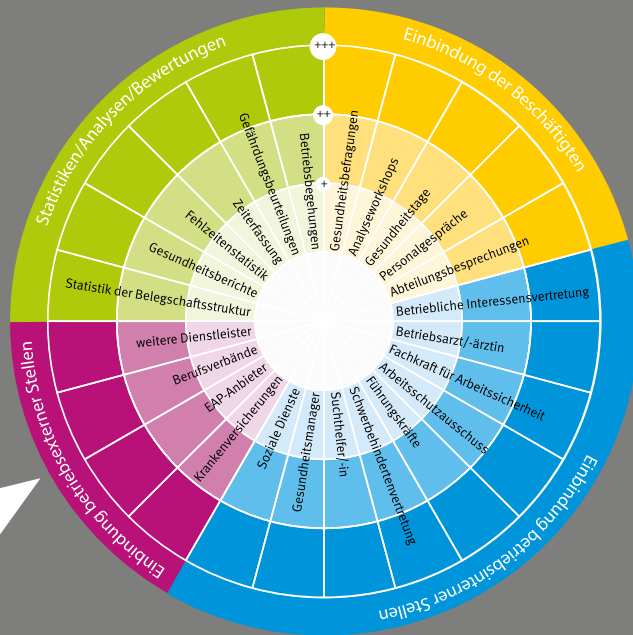 Statistiken/Analysen/Bewertungen
Einbindung der Beschäftigten
Einbindung betriebsinterner Stellen
Einbindung betriebsexterner Stellen
+++
++
+
Gesundheitsbefragungen
Analyseworkshops
Gesundheitstage
Personalgespräche
Abteilungsbesprechungen
Betriebliche Interessensvertretung
Betriebsarzt/-ärztin
Fachkraft für Arbeitssicherheit
Arbeitsschutzausschuss
Führungskräfte
Schwerbehindertenvertretung
Suchthelfer/-in
Gesundheitsmanager
Soziale Dienste
Krankenversicherungen
EAP-Anbieter
Berufsverbände
weitere Dienstleister
Statistik der Belegschaftsstruktur
Gesundheitsberichte
Fehlzeitenstatistik
Zeiterfassung
Gefährdungsbeurteilungen
Betriebsbegehungen